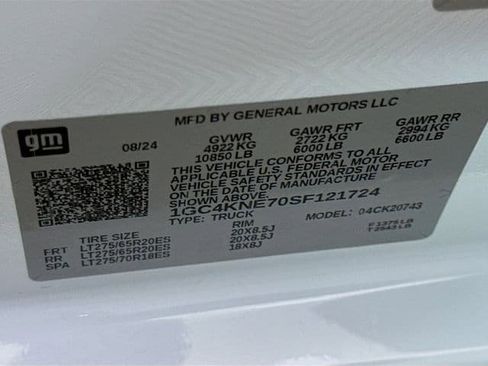 MFD BY GENERAL MOTORS LLC
gm
08/24
GVWR GAWR FRT GAWR RR
4922 KG 2722 KG 2994 KG
10850 LB 6000 LB 6600 LB
THIS VEHICLE CONFORMS TO ALL
APPLICABLE U.S. FEDERAL MOTOR
VEHICLE SAFETY STANDARDS IN EFFECT
ON THE DATE OF MANUFACTURE
SHOWN ABOVE.
TYPE: TRUCK MODEL: 04CK20743
TIRE SIZE RIM
FRT LT275/65R20ES 20X8.5J F1375LB
RR LT275/65R20ES 20X8.5J T2543LB
SPA LT275/70R18ES 18X8J